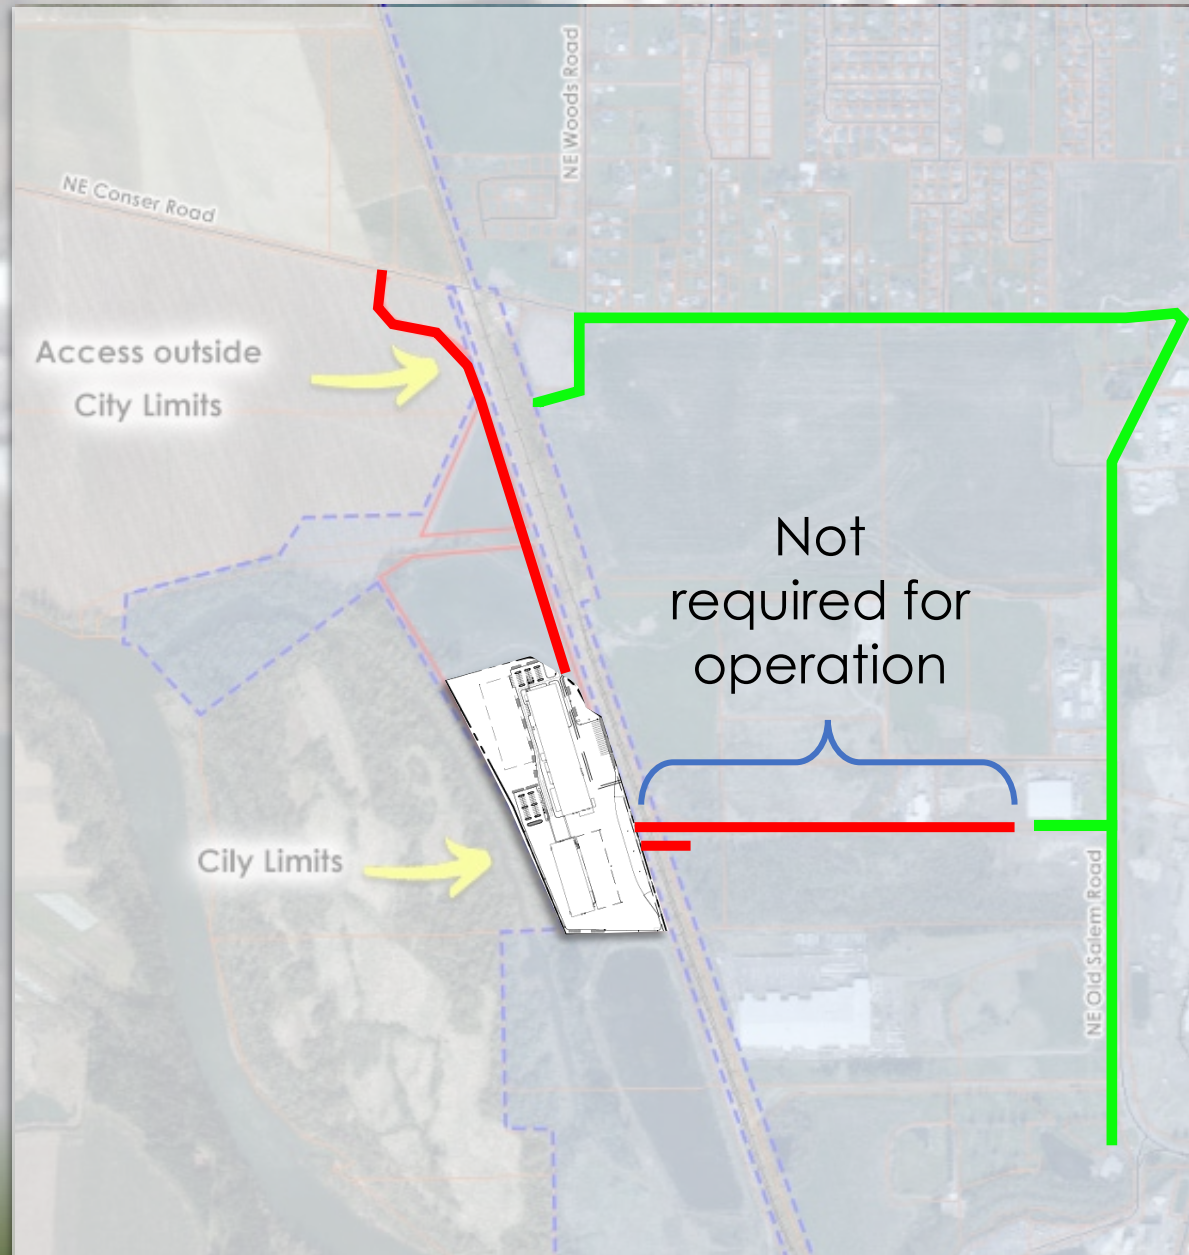 NE Woods Road
NE Conser Road
Access outside
City Limits
Not
required for
operation
Cily Limits
NE Old Salem Road